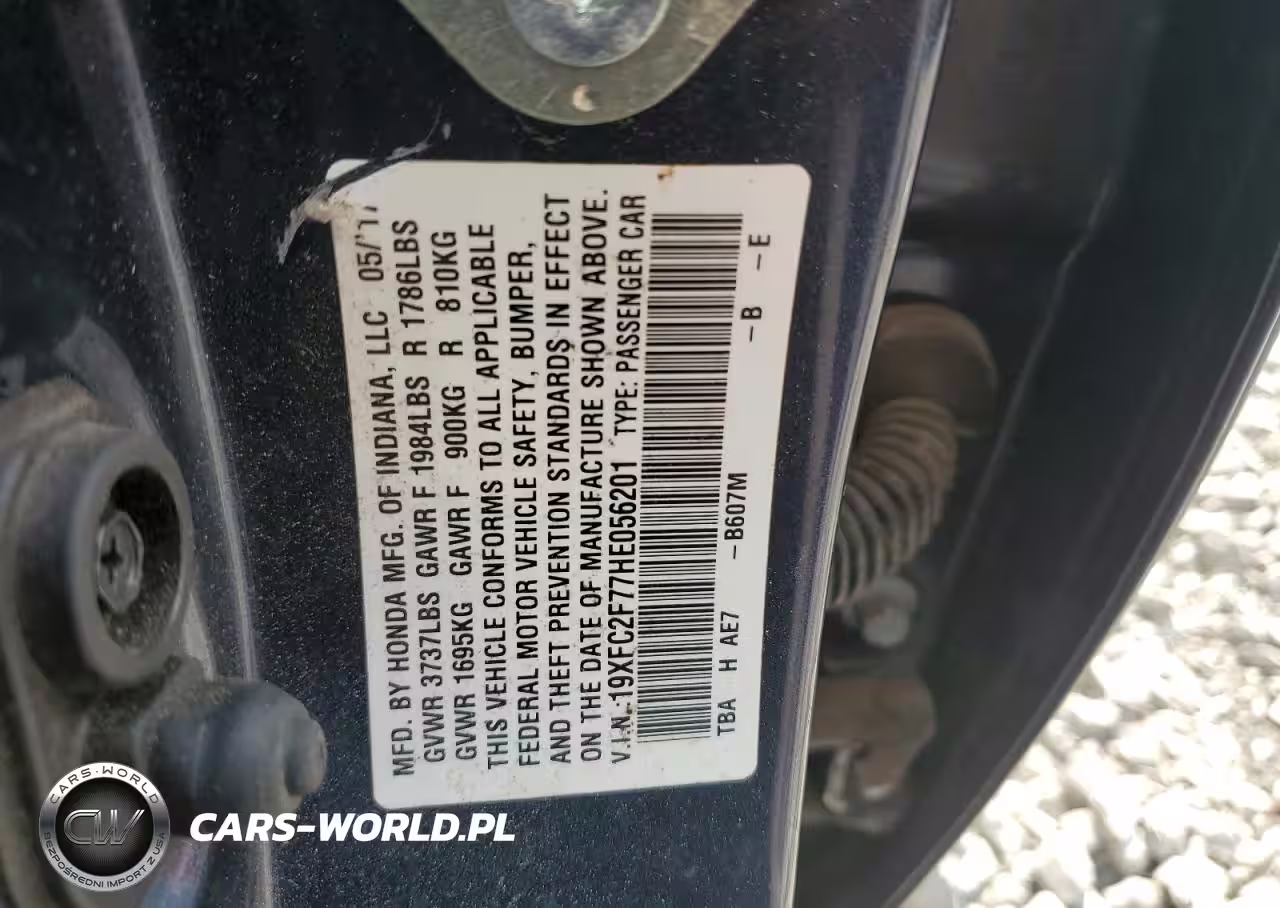 MFD. BY HONDA MFG. OF INDIANA, LLC 05/'17
GVWR 3737LBS GAWR F 1984LBS R 1786LBS
GVWR 1695KG GAWR F 900KG R 810KG
THIS VEHICLE CONFORMS TO ALL APPLICABLE
FEDERAL MOTOR VEHICLE SAFETY, BUMPER,
AND THEFT PREVENTION STANDARDS IN EFFECT
ON THE DATE OF MANUFACTURE SHOWN ABOVE.
V.I.N.:19XFC2F77HE056201 TYPE: PASSENGER CAR
TBA H AE7 -B607M -B -E
CARS-WORLD
CW
BEZPOŚREDNI IMPORT Z USA
CARS-WORLD.PL